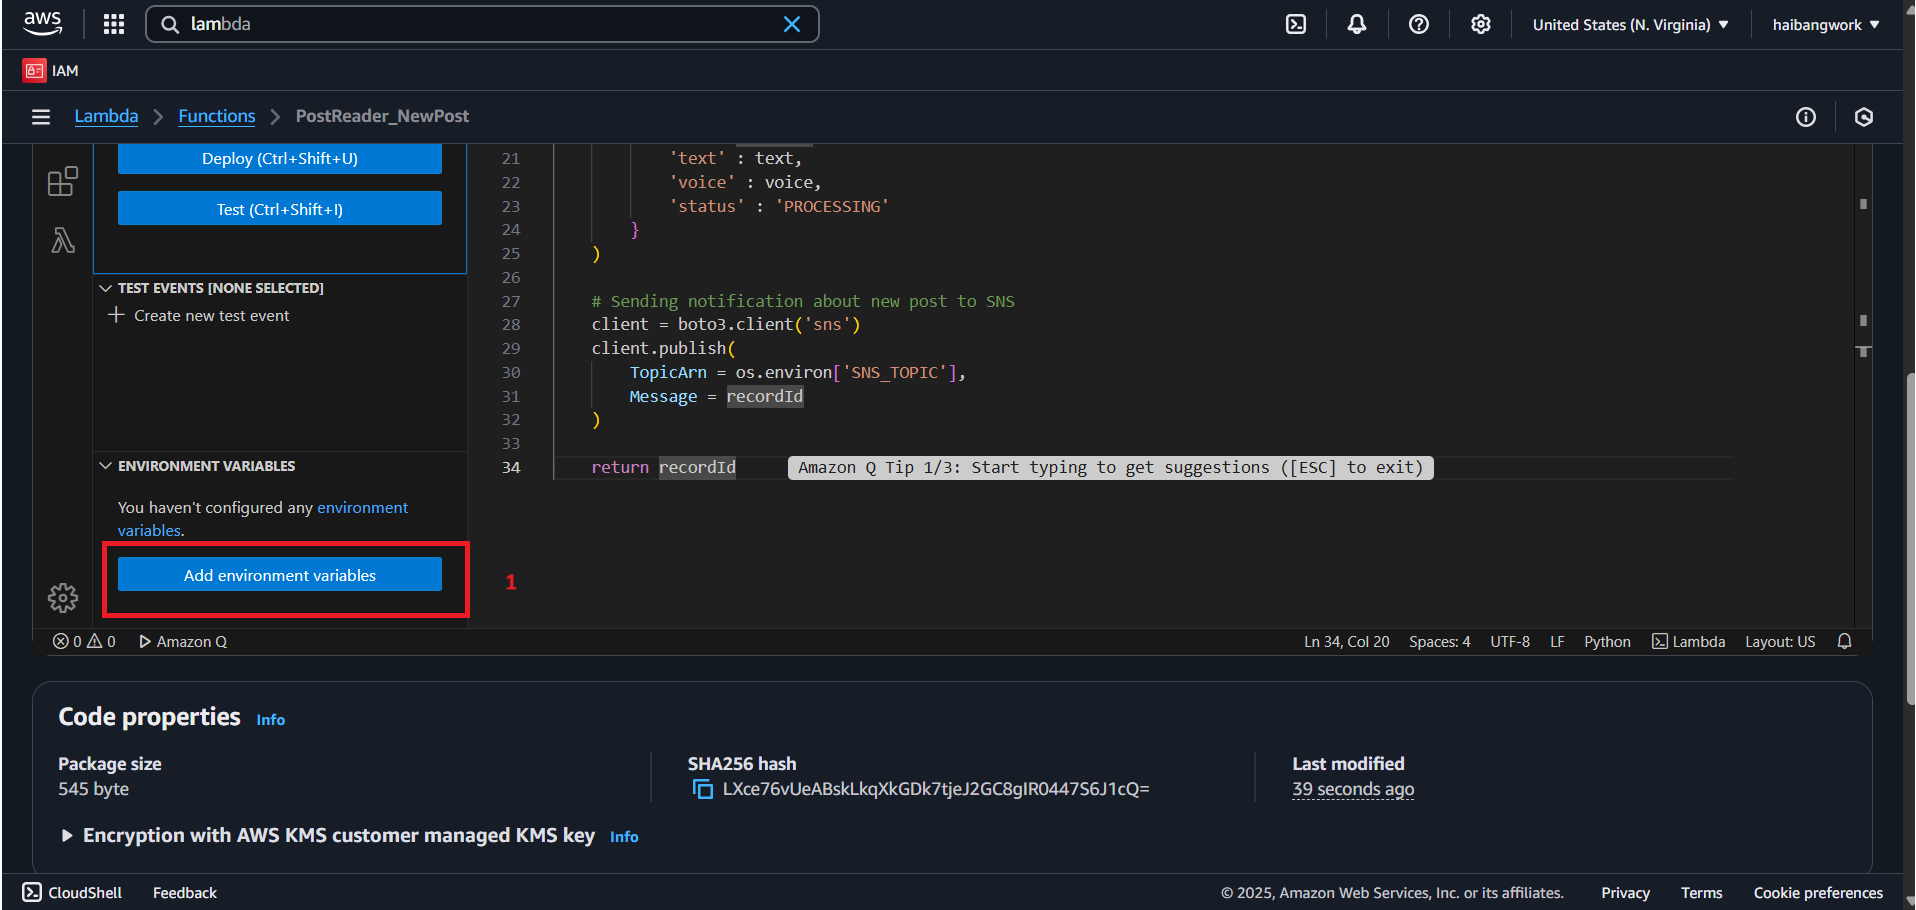 aws
lambda
United States (N. Virginia)
haibangwork
IAM
Lambda
Functions
PostReader_NewPost
Deploy (Ctrl+Shift+U)
Test (Ctrl+Shift+I)
TEST EVENTS [NONE SELECTED]
Create new test event
ENVIRONMENT VARIABLES
You haven't configured any environment
variables.
Add environment variables
1
21 'text' : text,
22 'voice' : voice,
23 'status' : 'PROCESSING'
24 }
25 )
26
27 # Sending notification about new post to SNS
28 client = boto3.client('sns')
29 client.publish(
30 TopicArn = os.environ['SNS_TOPIC'],
31 Message = recordId
32 )
33
34 return recordId Amazon Q Tip 1/3: Start typing to get suggestions ([ESC] to exit)
0 0 Amazon Q
Ln 34, Col 20 Spaces: 4 UTF-8 LF Python Lambda Layout: US
Code properties Info
Package size
545 byte
SHA256 hash
LXce76vUeABskLkqXkGDk7tjeJ2GC8gIR0447S6J1cQ=
Last modified
39 seconds ago
Encryption with AWS KMS customer managed KMS key Info
CloudShell Feedback
© 2025, Amazon Web Services, Inc. or its affiliates. Privacy Terms Cookie preferences